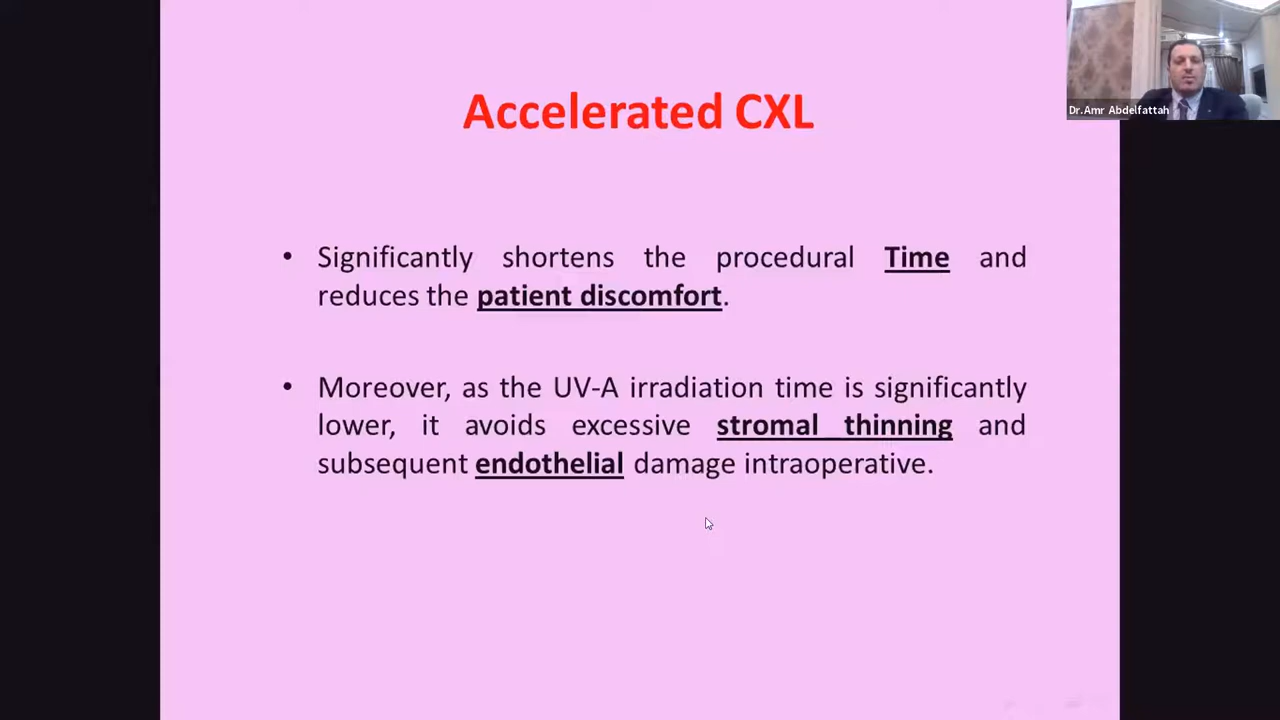 Accelerated CXL
Dr.Amr Abdelfattah
• Significantly shortens the procedural Time and
reduces the patient discomfort.
• Moreover, as the UV-A irradiation time is significantly
lower, it avoids excessive stromal thinning and
subsequent endothelial damage intraoperative.